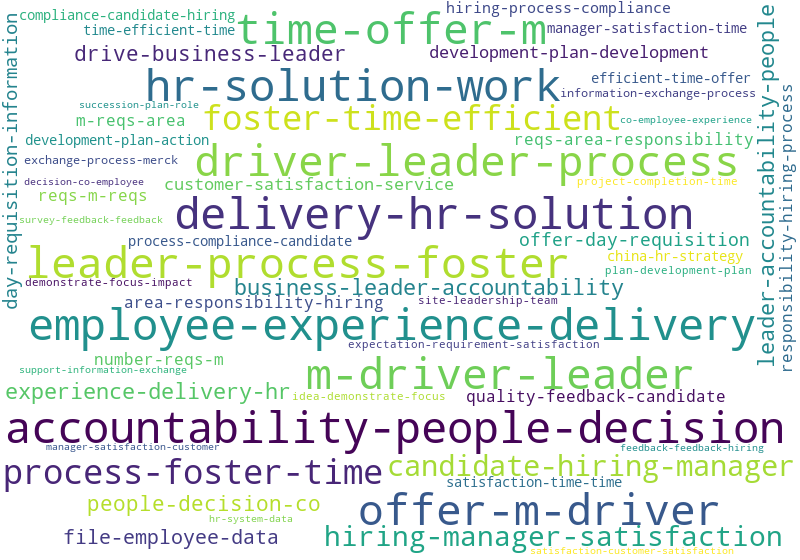 compliance-candidate-hiring
time-offer-m
hiring-process-compliance
time-efficient-time
manager-satisfaction-time
drive-business-leader
development-plan-development
hr-solution-work
efficient-time-offer
information-exchange-process
succession-plan-role
m-reqs-area
foster-time-efficient
co-employee-experience
development-plan-action
reqs-area-responsibility
exchange-process-merck
driver-leader-process
decision-co-employee
customer-satisfaction-service
project-completion-time
reqs-m-reqs
delivery-hr-solution
survey-feedback-feedback
process-compliance-candidate
offer-day-requisition
leader-process-foster
china-hr-strategy
plan-development-plan
demonstrate-focus-impact
business-leader-accountability
area-responsibility-hiring
site-leadership-team
employee-experience-delivery
expectation-requirement-satisfaction
number-reqs-m
m-driver-leader
support-information-exchange
experience-delivery-hr
idea-demonstrate-focus
quality-feedback-candidate
accountability-people-decision
manager-satisfaction-customer
feedback-feedback-hiring
process-foster-time
candidate-hiring-manager
satisfaction-time-time
people-decision-co
offer-m-driver
hr-system-data
file-employee-data
hiring-manager-satisfaction
satisfaction-customer-satisfaction
day-requisition-information
leader-accountability-people
responsibility-hiring-process